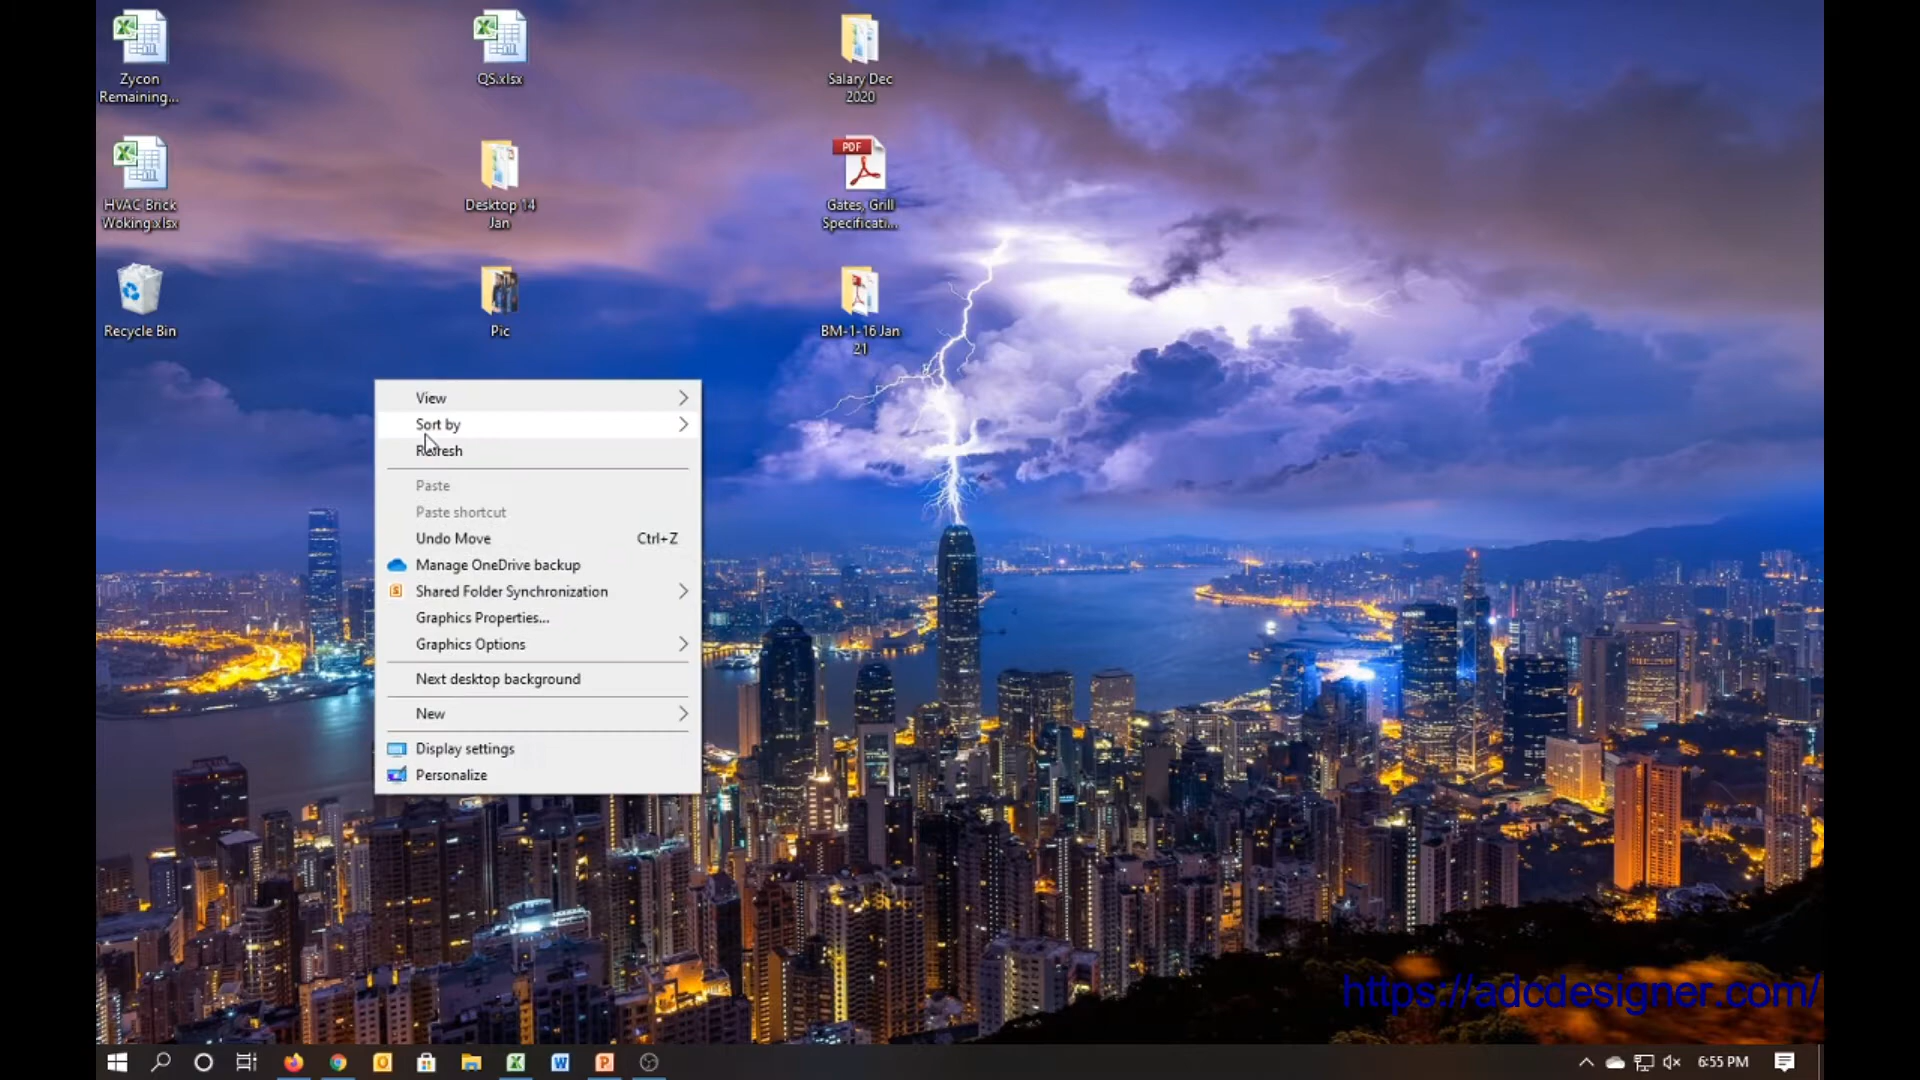 Zycon
Remaining...
QS.xlsx
Salary Dec
2020
HVAC Brick
Woking.xlsx
Desktop 14
Jan
PDF
Gates, Grill
Specificati...
Recycle Bin
Pic
BM-1-16 Jan
21
View
Sort by
Refresh
Paste
Paste shortcut
Undo Move Ctrl+Z
Manage OneDrive backup
Shared Folder Synchronization
Graphics Properties...
Graphics Options
Next desktop background
New
Display settings
Personalize
https://adcdesigner.com/
6:55 PM